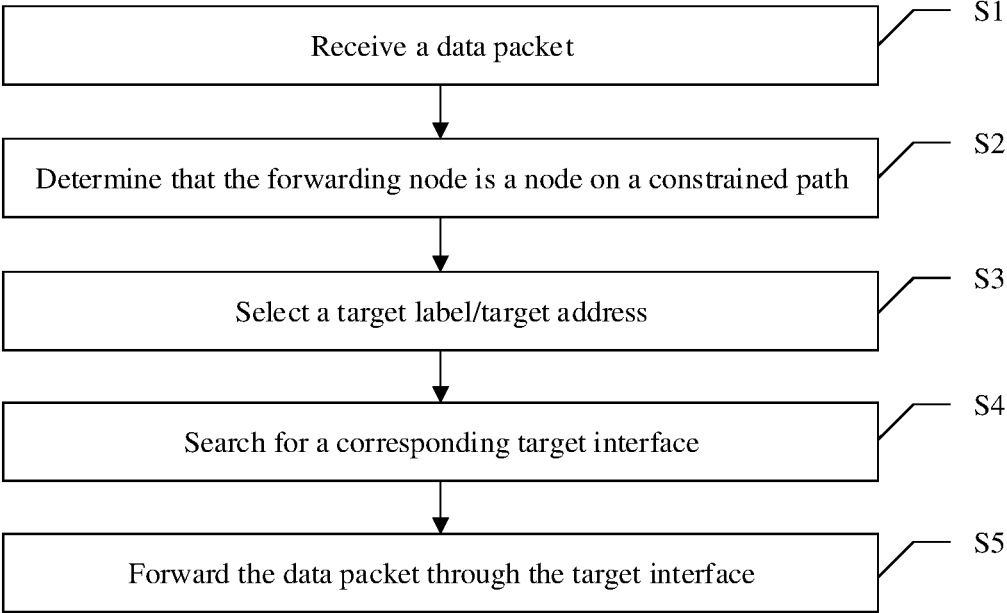 S1
Receive a data packet
S2
Determine that the forwarding node is a node on a constrained path
S3
Select a target label/target address
S4
Search for a corresponding target interface
S5
Forward the data packet through the target interface